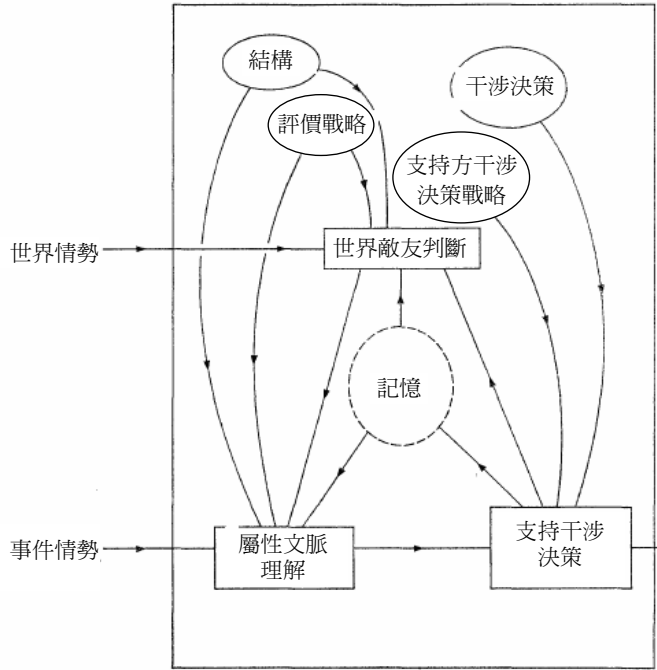 結構
干涉決策
評價戰略
支持方干涉
決策戰略
世界情勢
世界敵友判斷
記憶
事件情勢
屬性文脈
理解
支持干涉
決策